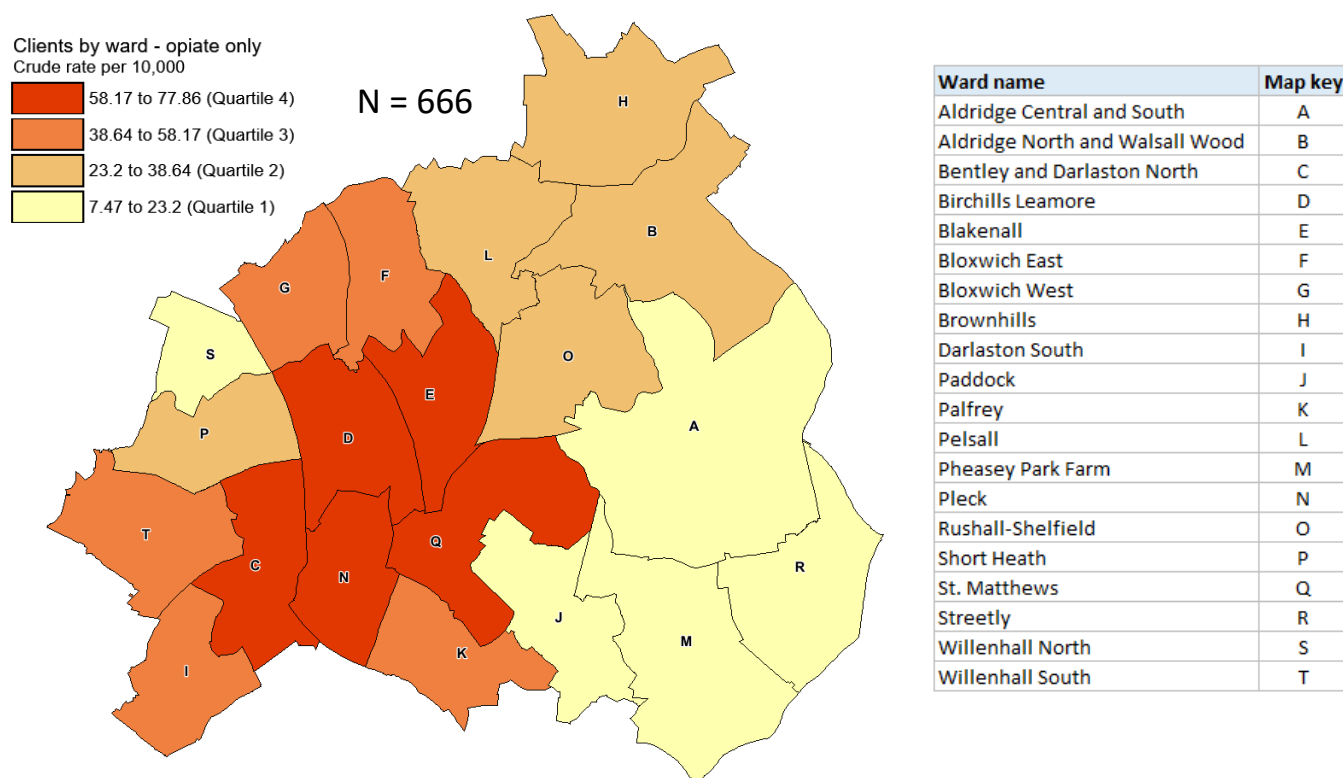 Clients by ward - opiate only
Crude rate per 10,000
58.17 to 77.86 (Quartile 4)
38.64 to 58.17 (Quartile 3)
23.2 to 38.64 (Quartile 2)
7.47 to 23.2 (Quartile 1)
N = 666
H
B
L
F
G
S
O
E
A
P
D
T
Q
C
N
R
J
M
K
I
Ward name Map key
Aldridge Central and South A
Aldridge North and Walsall Wood B
Bentley and Darlaston North C
Birchills Leamore D
Blakenall E
Bloxwich East F
Bloxwich West G
Brownhills H
Darlaston South I
Paddock J
Palfrey K
Pelsall L
Pheasey Park Farm M
Pleck N
Rushall-Shelfield O
Short Heath P
St. Matthews Q
Streetly R
Willenhall North S
Willenhall South T